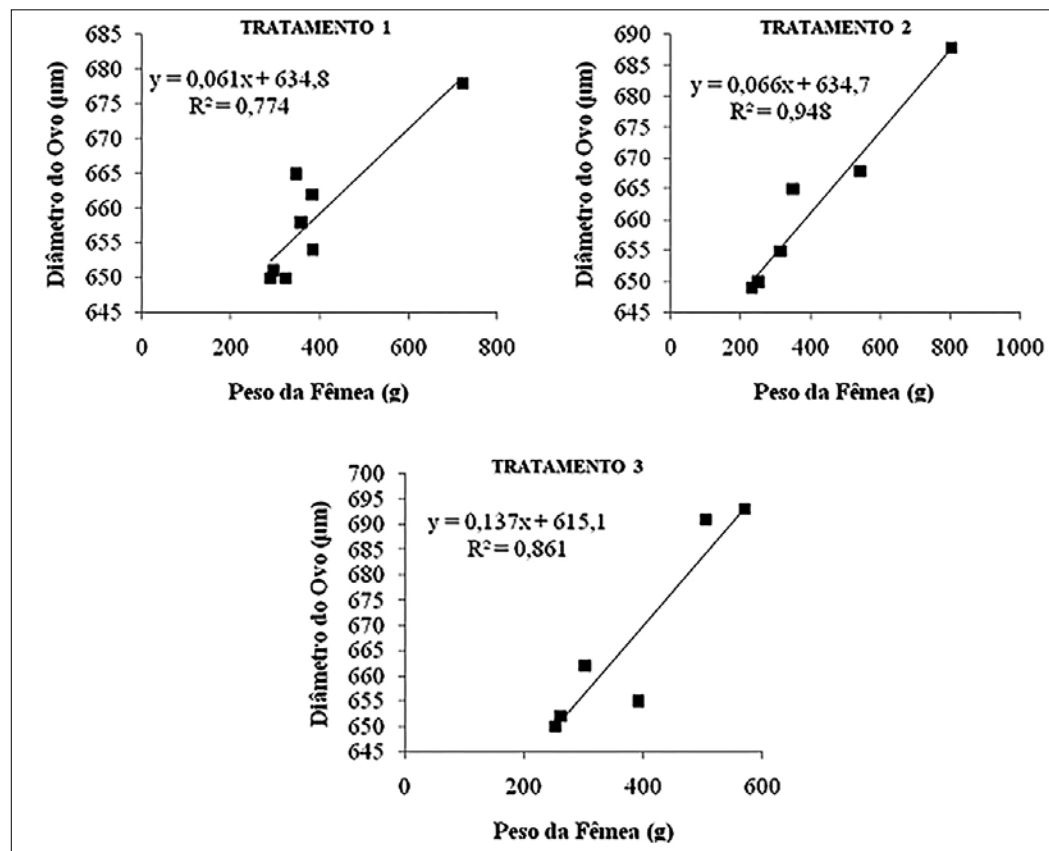 TRATAMENTO 1
y = 0,061x + 634,8
R² = 0,774
Diâmetro do Ovo (µm)
685
680
675
670
665
660
655
650
645
0 200 400 600 800
Peso da Fêmea (g)
TRATAMENTO 2
y = 0,066x + 634,7
R² = 0,948
Diâmetro do Ovo (µm)
690
685
680
675
670
665
660
655
650
645
0 200 400 600 800 1000
Peso da Fêmea (g)
TRATAMENTO 3
y = 0,137x + 615,1
R² = 0,861
Diâmetro do Ovo (µm)
700
695
690
685
680
675
670
665
660
655
650
645
0 200 400 600
Peso da Fêmea (g)